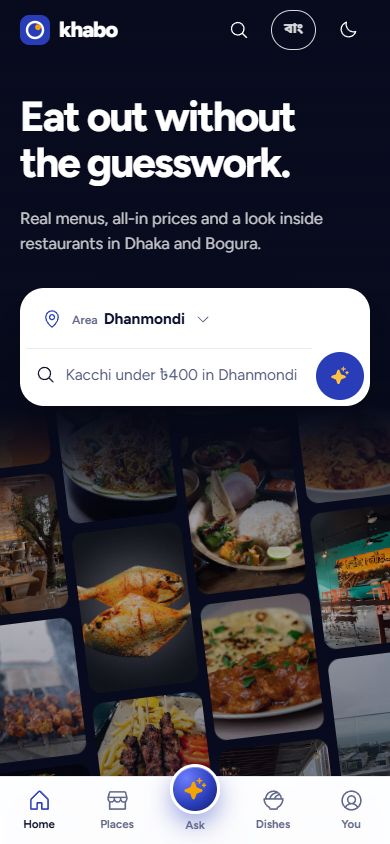 khabo
বাং
Eat out without
the guesswork.
Real menus, all-in prices and a look inside
restaurants in Dhaka and Bogura.
Area Dhanmondi
Kacchi under ৳400 in Dhanmondi
Home
Places
Ask
Dishes
You